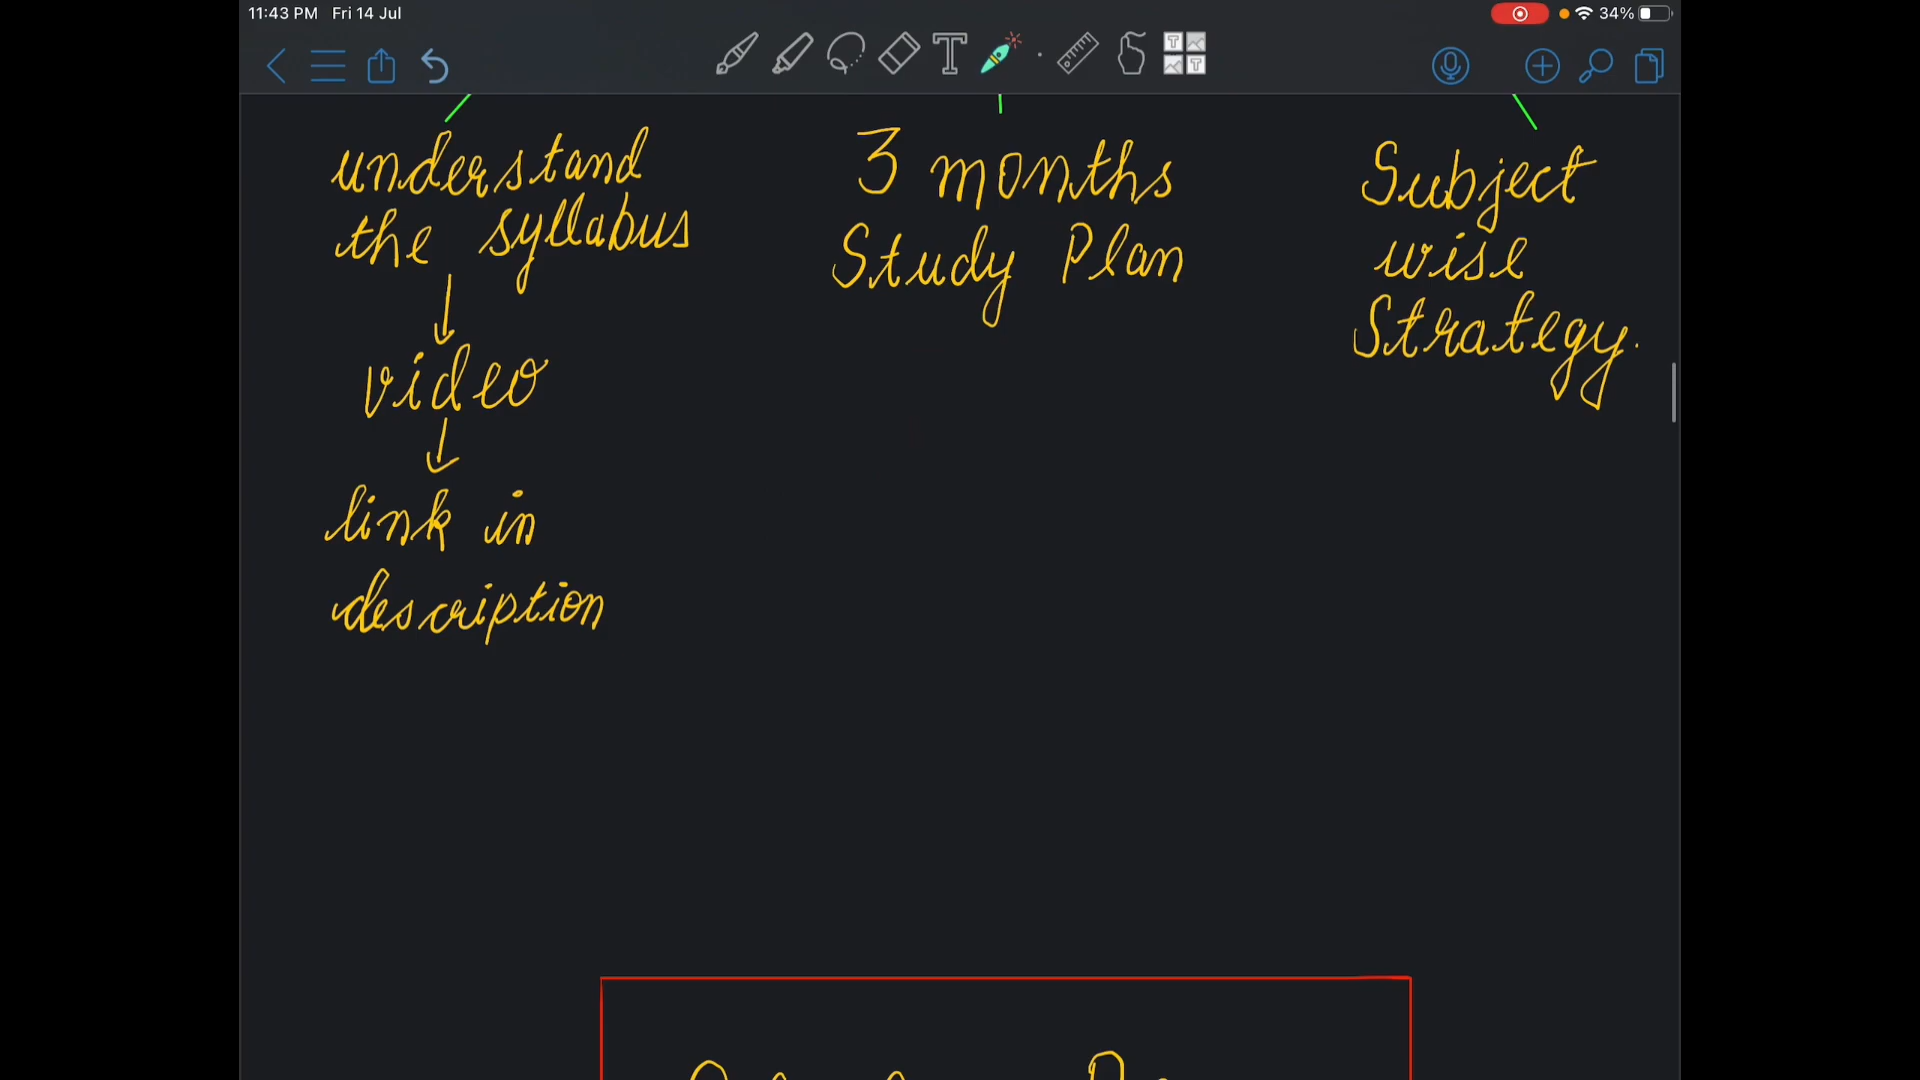 11:43 PM Fri 14 Jul
34%
understand
the syllabus
video
link in
description
3 months
Study Plan
Subject
wise
Strategy.